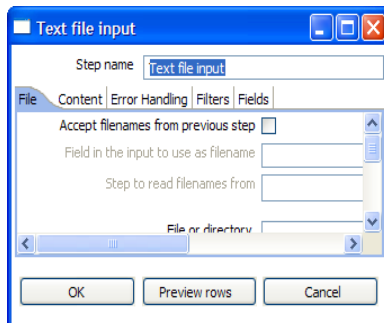 Text file input
Step name Text file input
File Content Error Handling Filters Fields
Accept filenames from previous step
Field in the input to use as filename
Step to read filenames from
File or directory
OK Preview rows Cancel